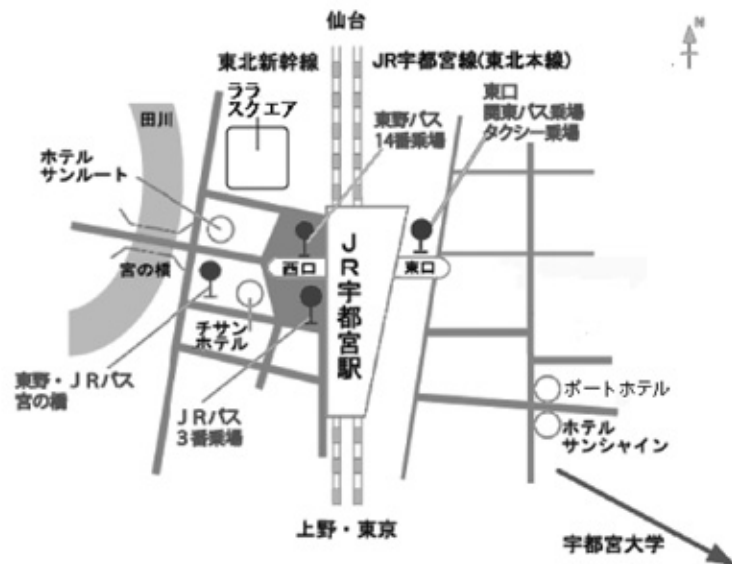 仙台
N
東北新幹線
JR宇都宮線(東北本線)
ララ
スクエア
田川
東野バス
14番乗場
東口
関東バス乗場
タクシー乗場
ホテル
サンルート
宮の橋
西口
JR宇都宮駅
東口
チサン
ホテル
東野・JRバス
宮の橋
JRバス
3番乗場
ポートホテル
ホテル
サンシャイン
上野・東京
宇都宮大学